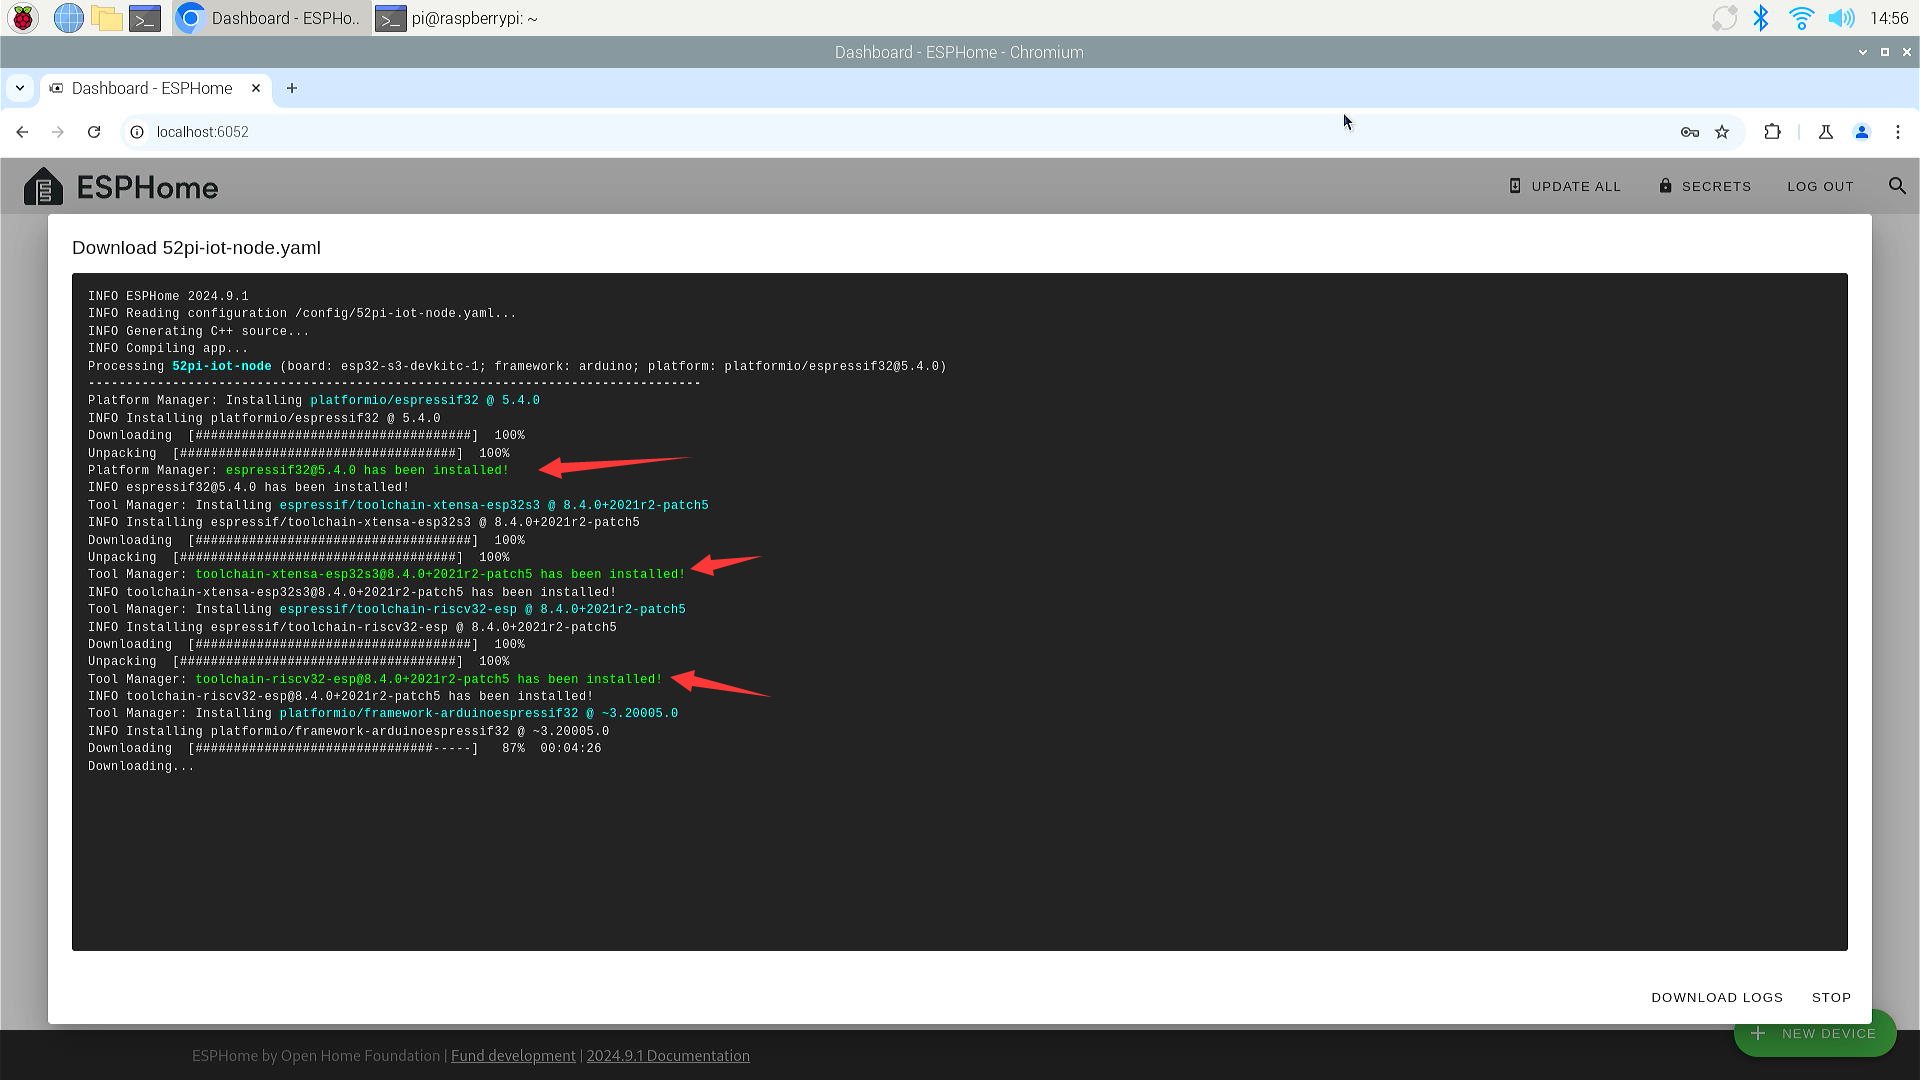 Dashboard - ESPHo..
pi@raspberrypi: ~
14:56
Dashboard - ESPHome - Chromium
Dashboard - ESPHome
localhost:6052
ESPHome
UPDATE ALL
SECRETS
LOG OUT
Download 52pi-iot-node.yaml
INFO ESPHome 2024.9.1
INFO Reading configuration /config/52pi-iot-node.yaml...
INFO Generating C++ source...
INFO Compiling app...
Processing 52pi-iot-node (board: esp32-s3-devkitc-1; framework: arduino; platform: platformio/espressif32@5.4.0)
--------------------------------------------------------------------------------
Platform Manager: Installing platformio/espressif32 @ 5.4.0
INFO Installing platformio/espressif32 @ 5.4.0
Downloading  [####################################]  100%
Unpacking  [####################################]  100%
Platform Manager: espressif32@5.4.0 has been installed!
INFO espressif32@5.4.0 has been installed!
Tool Manager: Installing espressif/toolchain-xtensa-esp32s3 @ 8.4.0+2021r2-patch5
INFO Installing espressif/toolchain-xtensa-esp32s3 @ 8.4.0+2021r2-patch5
Downloading  [####################################]  100%
Unpacking  [####################################]  100%
Tool Manager: toolchain-xtensa-esp32s3@8.4.0+2021r2-patch5 has been installed!
INFO toolchain-xtensa-esp32s3@8.4.0+2021r2-patch5 has been installed!
Tool Manager: Installing espressif/toolchain-riscv32-esp @ 8.4.0+2021r2-patch5
INFO Installing espressif/toolchain-riscv32-esp @ 8.4.0+2021r2-patch5
Downloading  [####################################]  100%
Unpacking  [####################################]  100%
Tool Manager: toolchain-riscv32-esp@8.4.0+2021r2-patch5 has been installed!
INFO toolchain-riscv32-esp@8.4.0+2021r2-patch5 has been installed!
Tool Manager: Installing platformio/framework-arduinoespressif32 @ ~3.20005.0
INFO Installing platformio/framework-arduinoespressif32 @ ~3.20005.0
Downloading  [###############################-----]   87%  00:04:26
Downloading...
DOWNLOAD LOGS
STOP
NEW DEVICE
ESPHome by Open Home Foundation | Fund development | 2024.9.1 Documentation